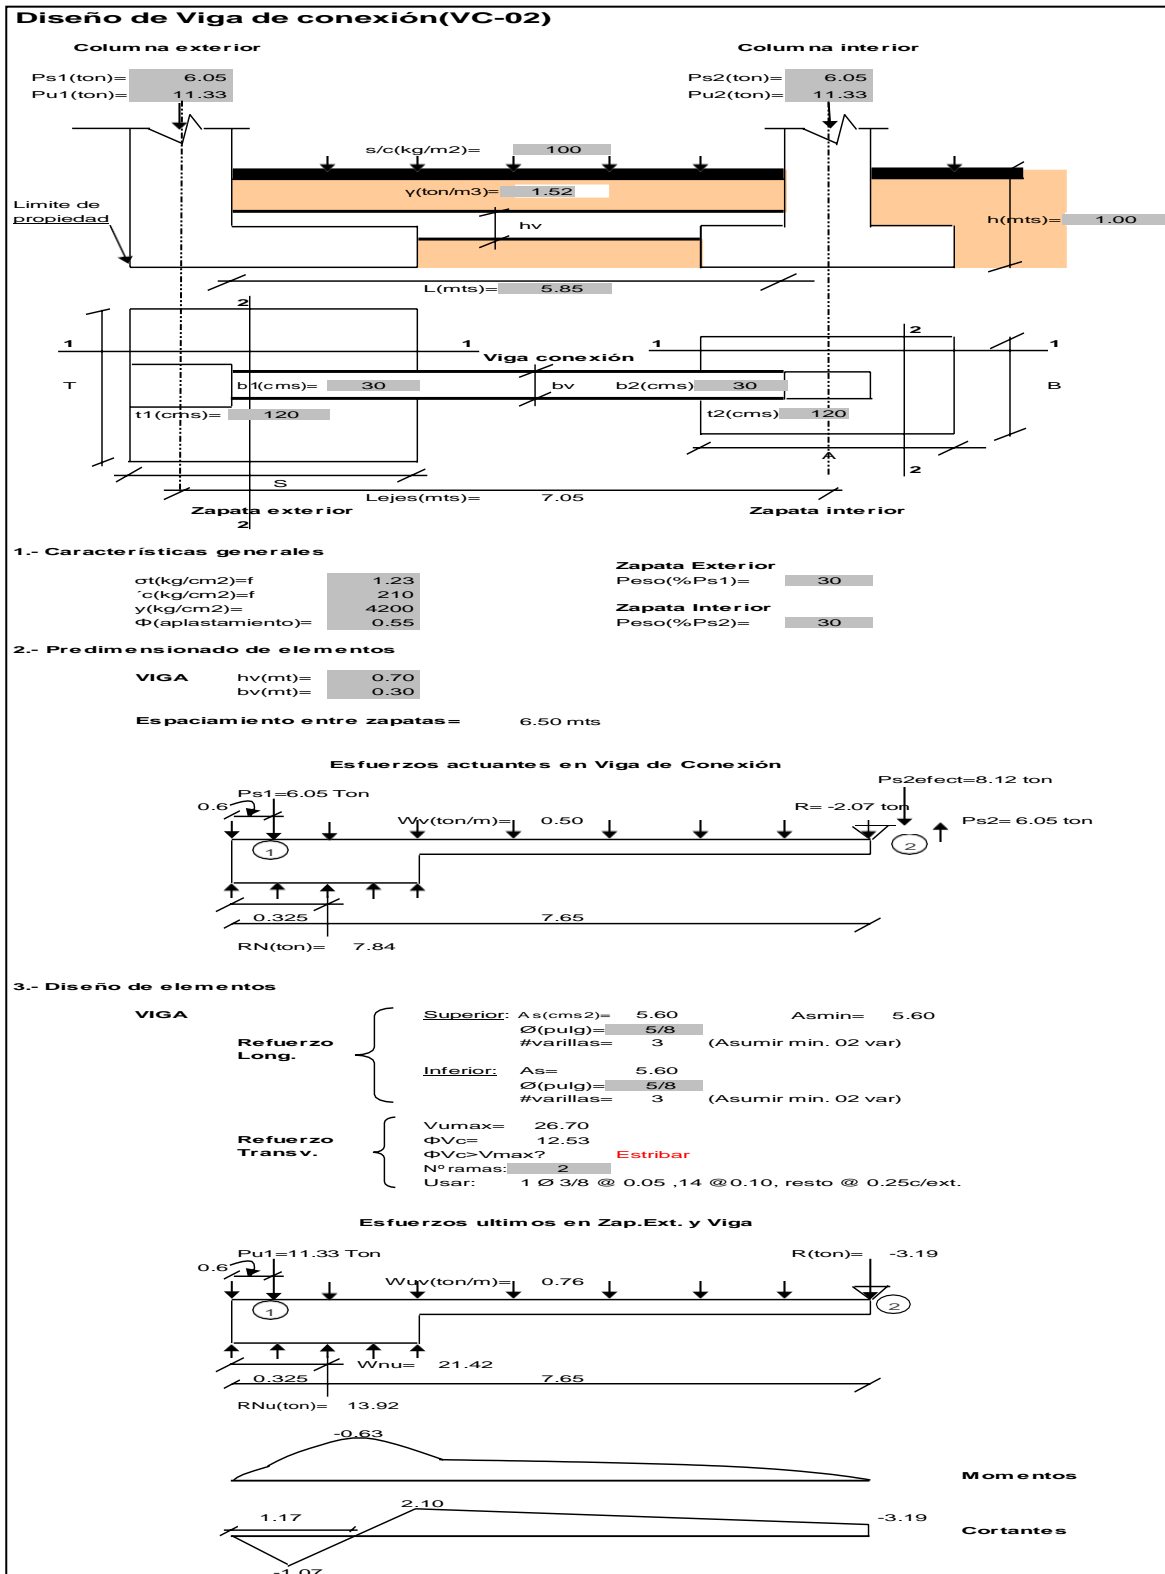 Diseño de Viga de conexión(VC-02)
Columna exterior Columna interior
Ps1(ton)= 6.05 Ps2(ton)= 6.05
Pu1(ton)= 11.33 Pu2(ton)= 11.33
s/c(kg/m2)= 100
γ(ton/m3)= 1.52
Limite de
propiedad
hv
h(mts)= 1.00
L(mts)= 5.85
2
2
1 1 1 1
Viga conexión
T b1(cms)= 30 bv b2(cms) 30 B
t1(cms)= 120 t2(cms) 120
A
S
2
Lejes(mts)= 7.05
Zapata exterior Zapata interior
2
1.- Características generales
Zapata Exterior
σt(kg/cm2)=f 1.23 Peso(%Ps1)= 30
´c(kg/cm2)=f 210
y(kg/cm2)= 4200 Zapata Interior
Φ(aplastamiento)= 0.55 Peso(%Ps2)= 30
2.- Predimensionado de elementos
VIGA hv(mt)= 0.70
bv(mt)= 0.30
Espaciamiento entre zapatas= 6.50 mts
Esfuerzos actuantes en Viga de Conexión
Ps2efect=8.12 ton
Ps1=6.05 Ton
0.6 R= -2.07 ton
Wv(ton/m)= 0.50 Ps2= 6.05 ton
1 2
0.325 7.65
RN(ton)= 7.84
3.- Diseño de elementos
VIGA Superior: As(cms2)= 5.60 Asmin= 5.60
Ø(pulg)= 5/8
Refuerzo #varillas= 3 (Asumir min. 02 var)
Long.
Inferior: As= 5.60
Ø(pulg)= 5/8
#varillas= 3 (Asumir min. 02 var)
Vumax= 26.70
Refuerzo ΦVc= 12.53
Transv. ΦVc>Vmax? Estribar
Nº ramas: 2
Usar: 1 Ø 3/8 @ 0.05 ,14 @0.10, resto @ 0.25c/ext.
Esfuerzos ultimos en Zap.Ext. y Viga
Pu1=11.33 Ton R(ton)= -3.19
0.6
Wuv(ton/m)= 0.76
1 2
Wnu= 21.42
0.325 7.65
RNu(ton)= 13.92
-0.63
Momentos
2.10
1.17 -3.19
Cortantes
-1.07